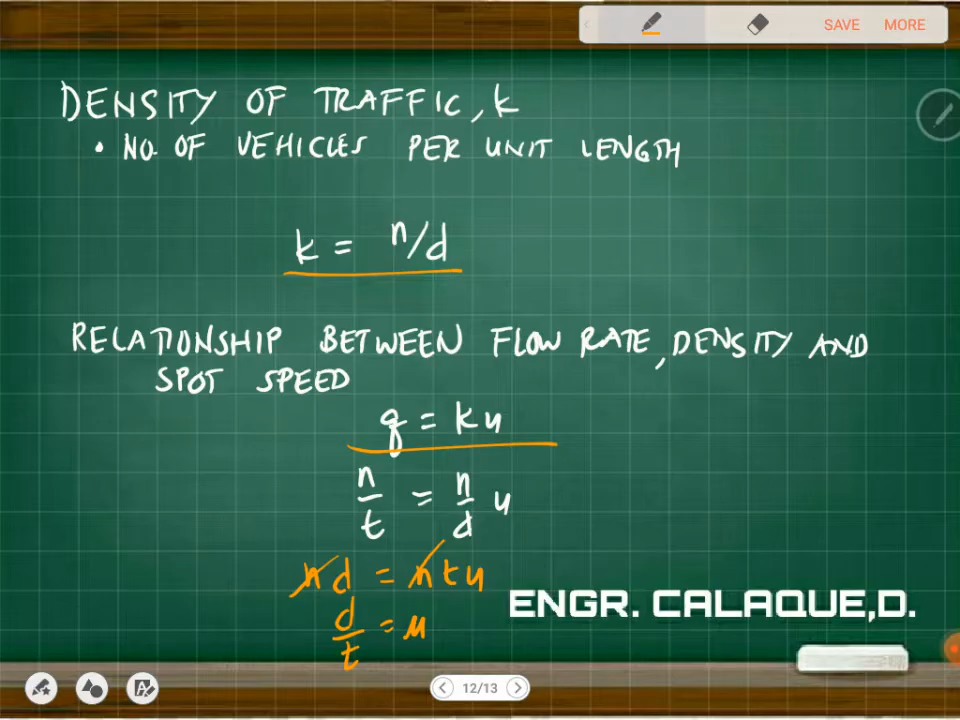 SAVE MORE
DENSITY OF TRAFFIC, k
• NO. OF VEHICLES PER UNIT LENGTH
k = n/d
RELATIONSHIP BETWEEN FLOW RATE, DENSITY AND
SPOT SPEED
q = ku
n/t = n/d u
nd = ntu
d/t = u
ENGR. CALAQUE,D.
12/13